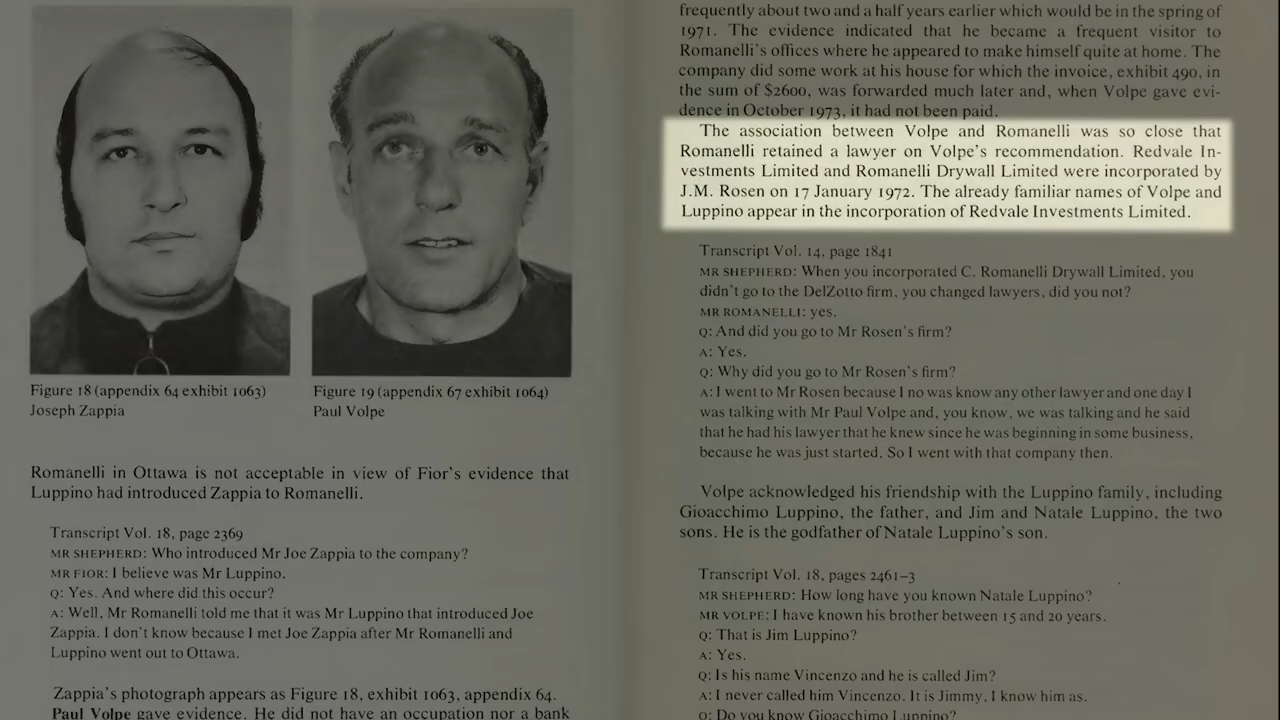 Figure 18 (appendix 64 exhibit 1063)
Joseph Zappia
Figure 19 (appendix 67 exhibit 1064)
Paul Volpe
Romanelli in Ottawa is not acceptable in view of Fior's evidence that
Luppino had introduced Zappia to Romanelli.
Transcript Vol. 18, page 2369
MR SHEPHERD: Who introduced Mr Joe Zappia to the company?
MR FIOR: I believe was Mr Luppino.
Q: Yes. And where did this occur?
A: Well, Mr Romanelli told me that it was Mr Luppino that introduced Joe
Zappia. I don't know because I met Joe Zappia after Mr Romanelli and
Luppino went out to Ottawa.
Zappia's photograph appears as Figure 18, exhibit 1063, appendix 64.
Paul Volpe gave evidence. He did not have an occupation nor a bank
frequently about two and a half years earlier which would be in the spring of
1971. The evidence indicated that he became a frequent visitor to
Romanelli's offices where he appeared to make himself quite at home. The
company did some work at his house for which the invoice, exhibit 490, in
the sum of $2600, was forwarded much later and, when Volpe gave evi-
dence in October 1973, it had not been paid.
The association between Volpe and Romanelli was so close that
Romanelli retained a lawyer on Volpe's recommendation. Redvale In-
vestments Limited and Romanelli Drywall Limited were incorporated by
J.M. Rosen on 17 January 1972. The already familiar names of Volpe and
Luppino appear in the incorporation of Redvale Investments Limited.
Transcript Vol. 14, page 1841
MR SHEPHERD: When you incorporated C. Romanelli Drywall Limited, you
didn't go to the DelZotto firm, you changed lawyers, did you not?
MR ROMANELLI: yes.
Q: And did you go to Mr Rosen's firm?
A: Yes.
Q: Why did you go to Mr Rosen's firm?
A: I went to Mr Rosen because I no was know any other lawyer and one day I
was talking with Mr Paul Volpe and, you know, we was talking and he said
that he had his lawyer that he knew since he was beginning in some business,
because he was just started. So I went with that company then.
Volpe acknowledged his friendship with the Luppino family, including
Gioacchimo Luppino, the father, and Jim and Natale Luppino, the two
sons. He is the godfather of Natale Luppino's son.
Transcript Vol. 18, pages 2461–3
MR SHEPHERD: How long have you known Natale Luppino?
MR VOLPE: I have known his brother between 15 and 20 years.
Q: That is Jim Luppino?
A: Yes.
Q: Is his name Vincenzo and he is called Jim?
A: I never called him Vincenzo. It is Jimmy, I know him as.
Q: Do you know Gioacchimo Luppino?